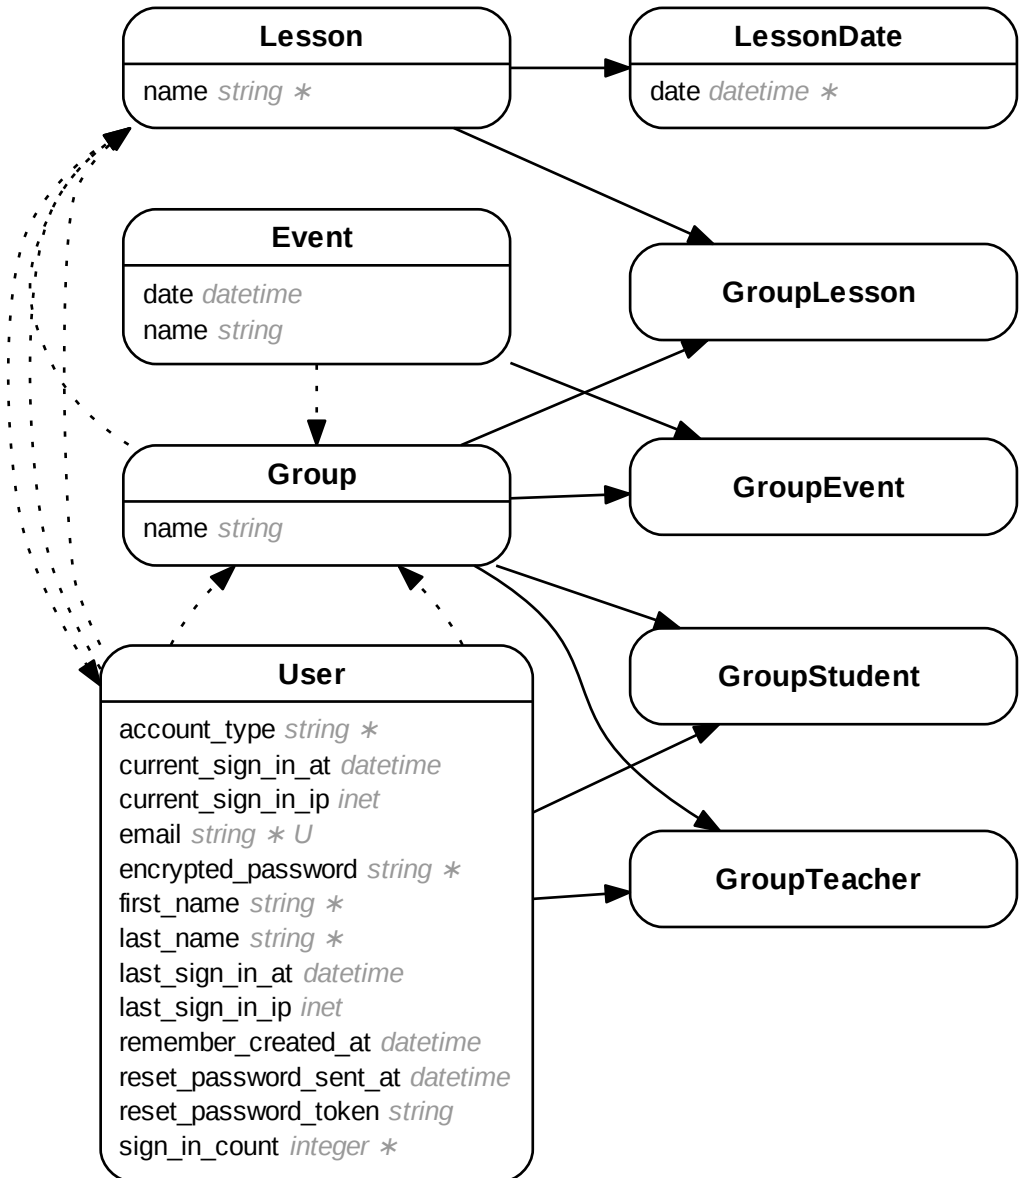 Lesson
name string ∗
LessonDate
date datetime ∗
Event
date datetime
name string
GroupLesson
Group
name string
GroupEvent
User
account_type string ∗
current_sign_in_at datetime
current_sign_in_ip inet
email string ∗ U
encrypted_password string ∗
first_name string ∗
last_name string ∗
last_sign_in_at datetime
last_sign_in_ip inet
remember_created_at datetime
reset_password_sent_at datetime
reset_password_token string
sign_in_count integer ∗
GroupStudent
GroupTeacher